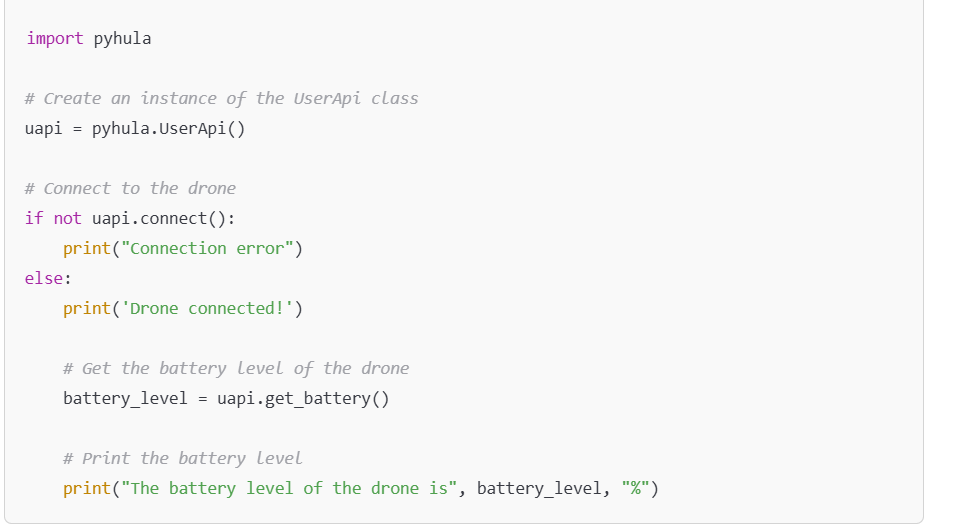 import pyhula
# Create an instance of the UserApi class
uapi = pyhula.UserApi()
# Connect to the drone
if not uapi.connect():
    print("Connection error")
else:
    print('Drone connected!')
    # Get the battery level of the drone
    battery_level = uapi.get_battery()
    # Print the battery level
    print("The battery level of the drone is", battery_level, "%")